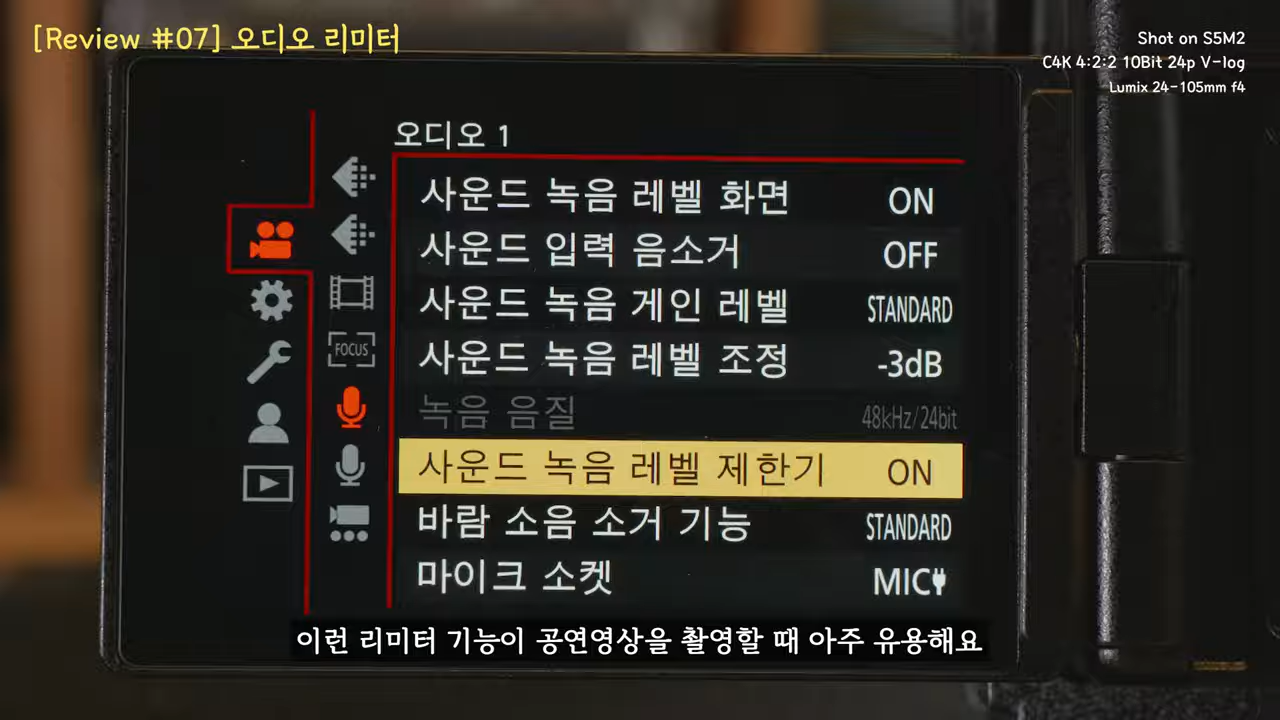 [Review #07] 오디오 리미터
Shot on S5M2
C4K 4:2:2 10Bit 24p V-log
Lumix 24-105mm f4
오디오 1
사운드 녹음 레벨 화면 ON
사운드 입력 음소거 OFF
사운드 녹음 게인 레벨 STANDARD
사운드 녹음 레벨 조정 -3dB
FOCUS
녹음 음질 48kHz/24bit
사운드 녹음 레벨 제한기 ON
바람 소음 소거 기능 STANDARD
마이크 소켓 MIC
이런 리미터 기능이 공연영상을 촬영할 때 아주 유용해요